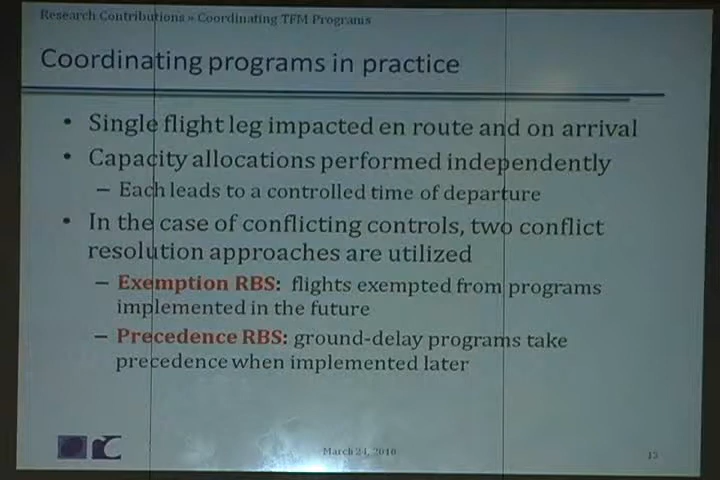 Research Contributions » Coordinating TFM Programs
Coordinating programs in practice
• Single flight leg impacted en route and on arrival
• Capacity allocations performed independently
– Each leads to a controlled time of departure
• In the case of conflicting controls, two conflict
resolution approaches are utilized
– Exemption RBS: flights exempted from programs
implemented in the future
– Precedence RBS: ground-delay programs take
precedence when implemented later
March 24, 2010